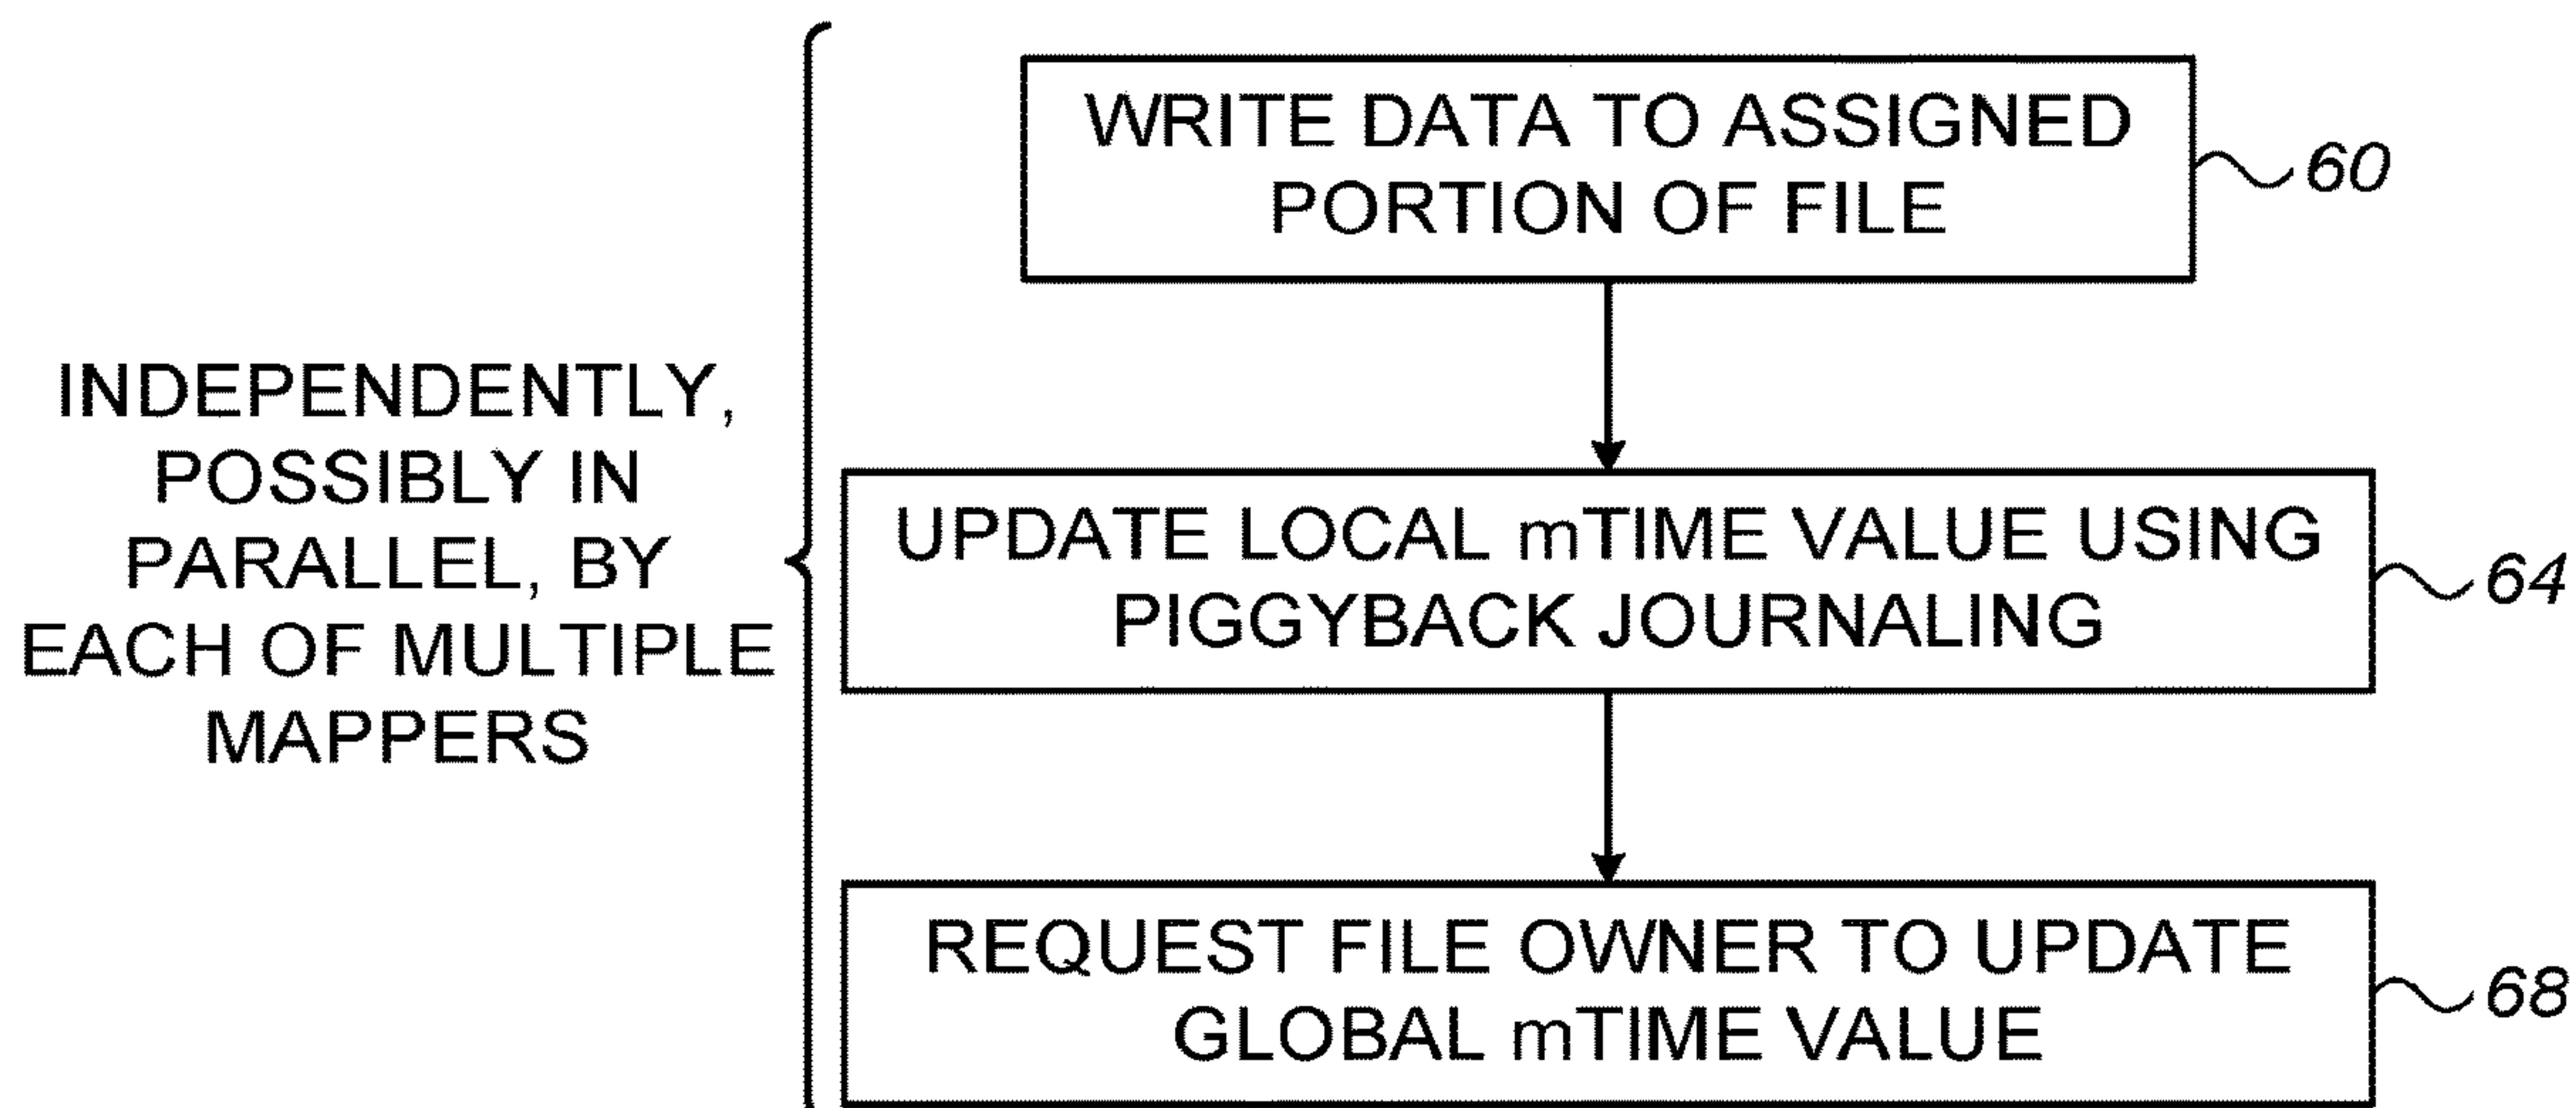 INDEPENDENTLY,
POSSIBLY IN
PARALLEL, BY
EACH OF MULTIPLE
MAPPERS
WRITE DATA TO ASSIGNED
PORTION OF FILE
60
UPDATE LOCAL mTIME VALUE USING
PIGGYBACK JOURNALING
64
REQUEST FILE OWNER TO UPDATE
GLOBAL mTIME VALUE
68